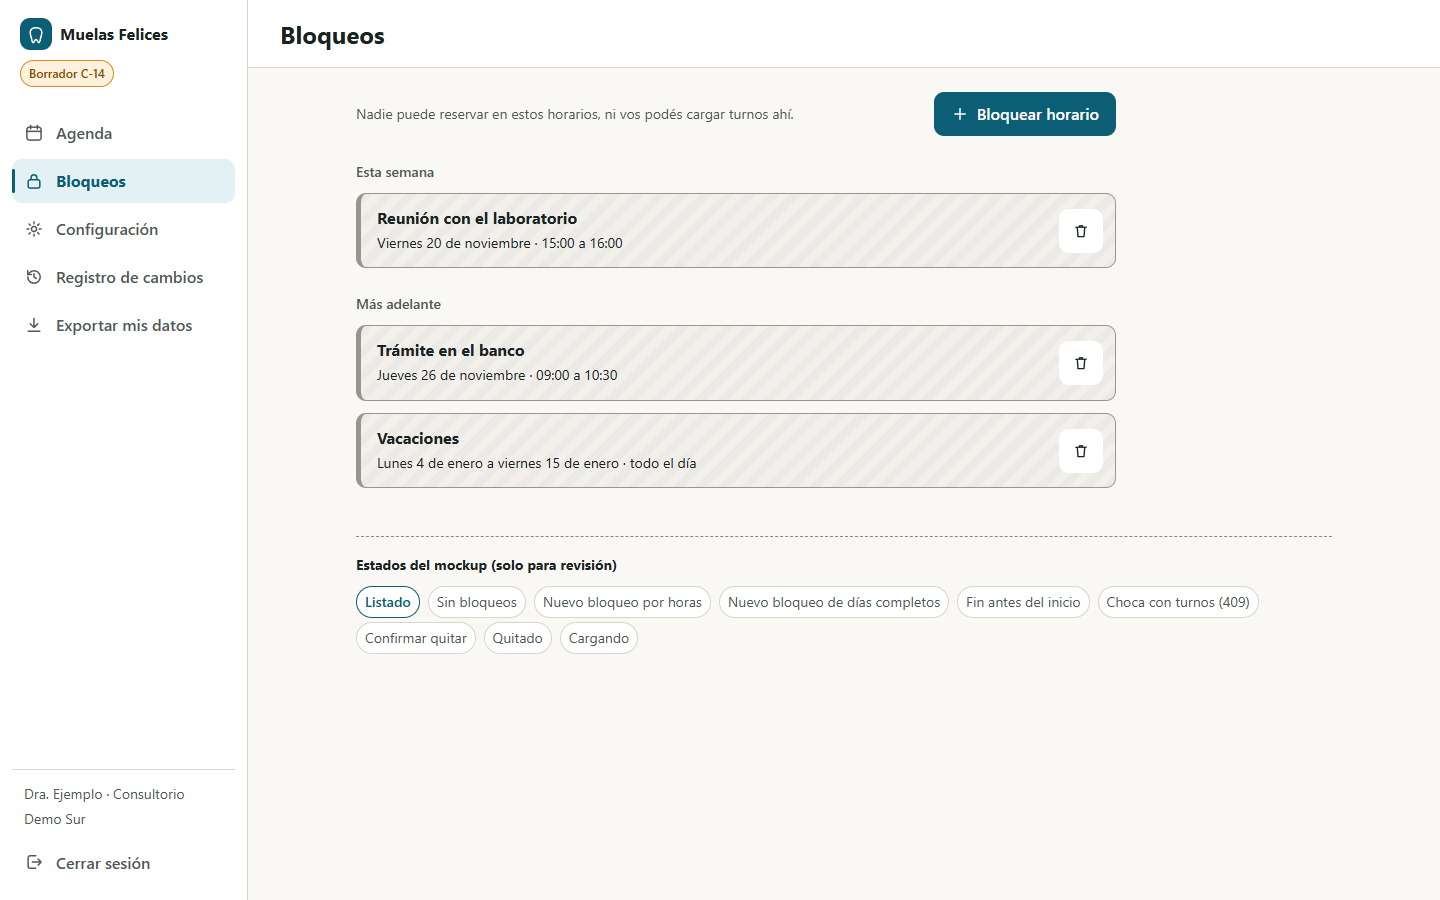 Muelas Felices
Borrador C-14
Agenda
Bloqueos
Configuración
Registro de cambios
Exportar mis datos
Dra. Ejemplo · Consultorio
Demo Sur
Cerrar sesión
Bloqueos
Nadie puede reservar en estos horarios, ni vos podés cargar turnos ahí.
Bloquear horario
Esta semana
Reunión con el laboratorio
Viernes 20 de noviembre · 15:00 a 16:00
Más adelante
Trámite en el banco
Jueves 26 de noviembre · 09:00 a 10:30
Vacaciones
Lunes 4 de enero a viernes 15 de enero · todo el día
Estados del mockup (solo para revisión)
Listado Sin bloqueos Nuevo bloqueo por horas Nuevo bloqueo de días completos Fin antes del inicio Choca con turnos (409)
Confirmar quitar Quitado Cargando